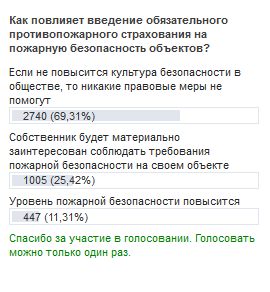 Как повлияет введение обязательного
противопожарного страхования на
пожарную безопасность объектов?
Если не повысится культура безопасности в
обществе, то никакие правовые меры не
помогут
2740 (69,31%)
Собственник будет материально
заинтересован соблюдать требования
пожарной безопасности на своем объекте
1005 (25,42%)
Уровень пожарной безопасности повысится
447 (11,31%)
Спасибо за участие в голосовании. Голосовать
можно только один раз.